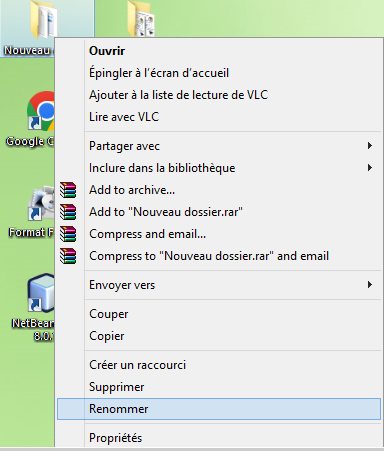 Nouveau
Ouvrir
Épingler à l'écran d'accueil
Ajouter à la liste de lecture de VLC
Lire avec VLC
Partager avec
Inclure dans la bibliothèque
Add to archive...
Add to "Nouveau dossier.rar"
Compress and email...
Compress to "Nouveau dossier.rar" and email
Envoyer vers
Couper
Copier
Créer un raccourci
Supprimer
Renommer
Propriétés
Google C
Format F
NetBean
8.0.